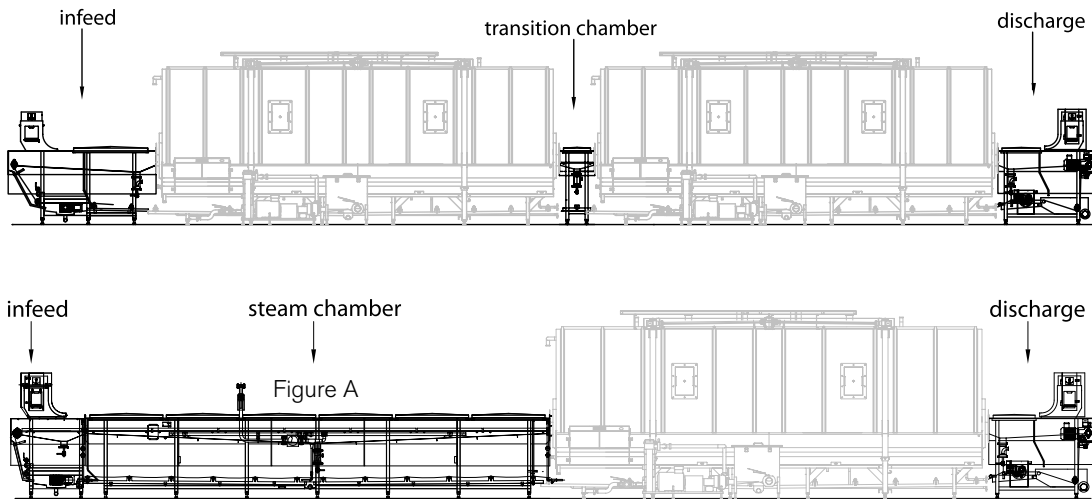 infeed
transition chamber
discharge
infeed
steam chamber
discharge
Figure A